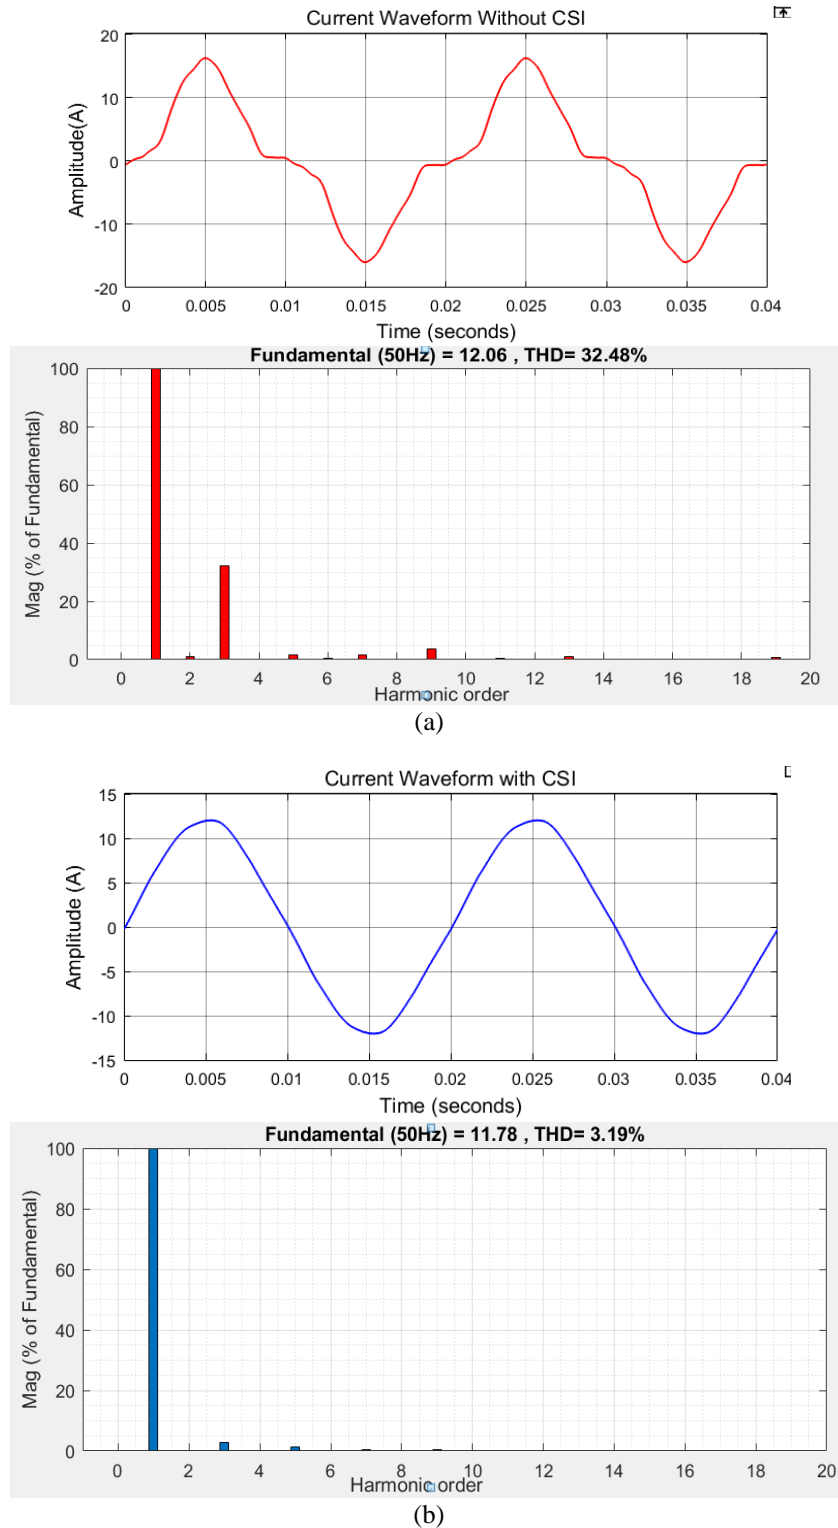 Current Waveform Without CSI
20
10
0
-10
-20
Amplitude(A)
0 0.005 0.01 0.015 0.02 0.025 0.03 0.035 0.04
Time (seconds)
Fundamental (50Hz) = 12.06 , THD= 32.48%
100
80
60
40
20
0
Mag (% of Fundamental)
0 2 4 6 8 10 12 14 16 18 20
Harmonic order
(a)
Current Waveform with CSI
15
10
5
0
-5
-10
-15
Amplitude (A)
0 0.005 0.01 0.015 0.02 0.025 0.03 0.035 0.04
Time (seconds)
Fundamental (50Hz) = 11.78 , THD= 3.19%
100
80
60
40
20
0
Mag (% of Fundamental)
0 2 4 6 8 10 12 14 16 18 20
Harmonic order
(b)